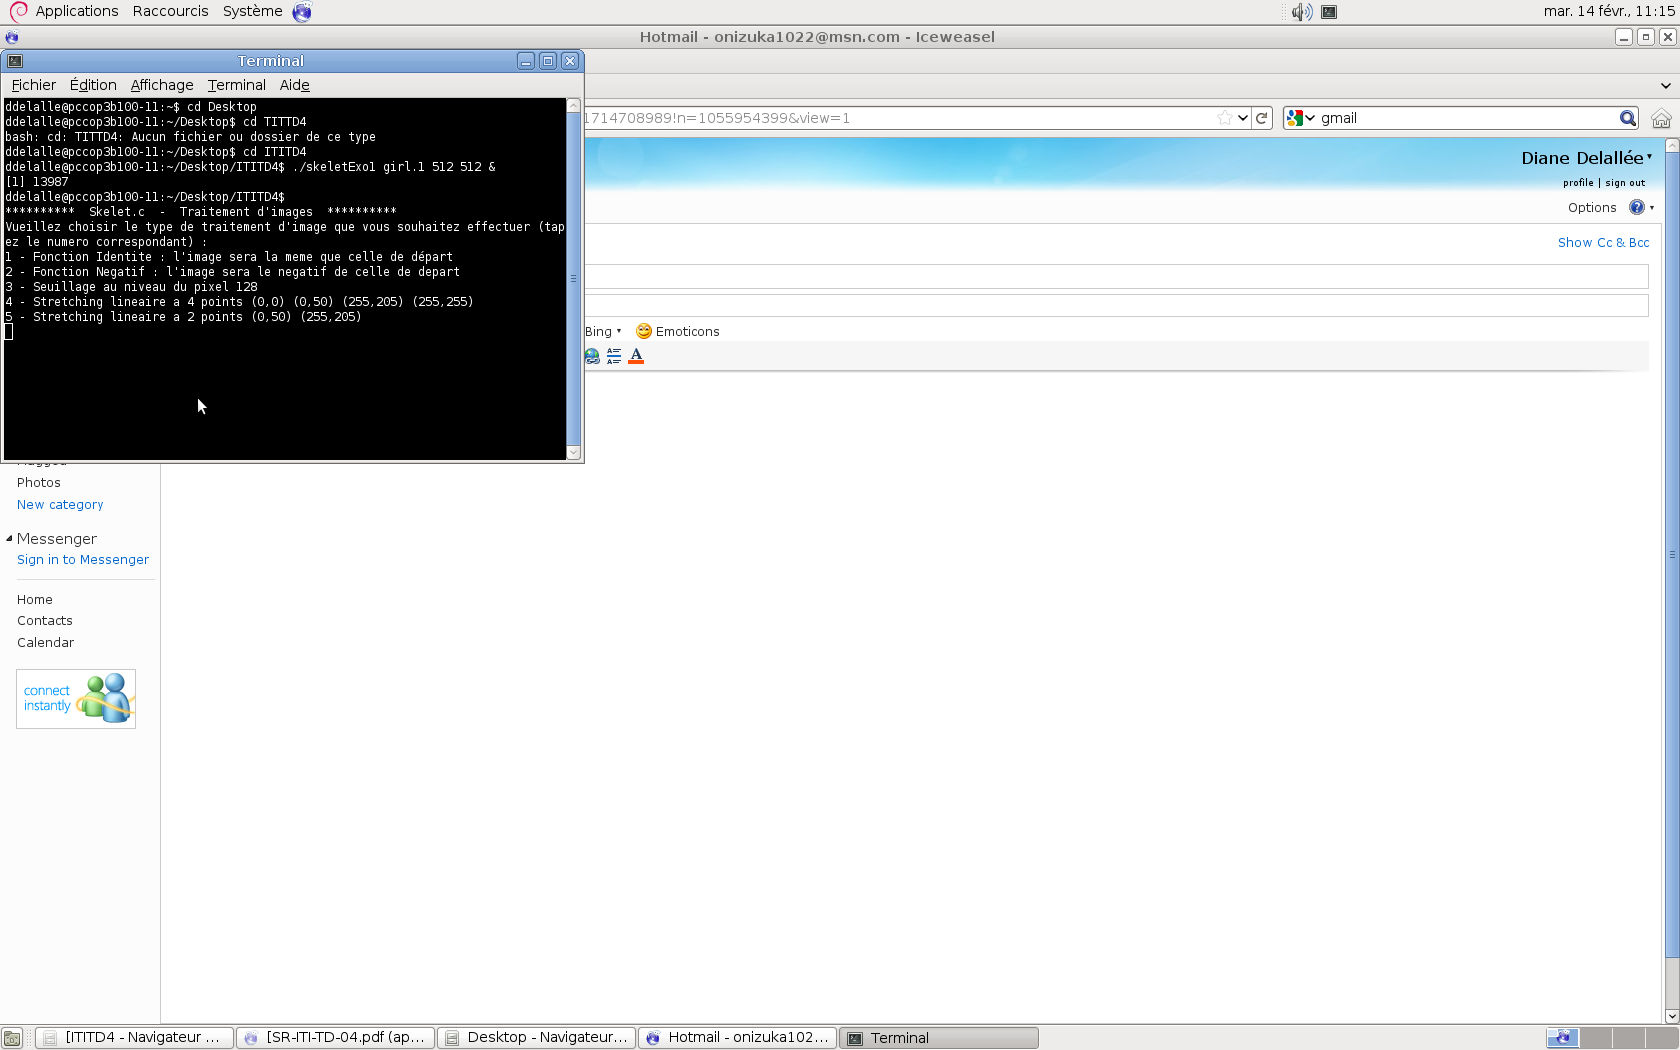 Applications Raccourcis Système
mar. 14 févr., 11:15
Hotmail - onizuka1022@msn.com - Iceweasel
Terminal
Fichier Édition Affichage Terminal Aide
ddelalle@pccop3b100-11:~$ cd Desktop
ddelalle@pccop3b100-11:~/Desktop$ cd TITTD4
bash: cd: TITTD4: Aucun fichier ou dossier de ce type
ddelalle@pccop3b100-11:~/Desktop$ cd ITITD4
ddelalle@pccop3b100-11:~/Desktop/ITITD4$ ./skeletExo1 girl.1 512 512 &
[1] 13987
ddelalle@pccop3b100-11:~/Desktop/ITITD4$
********** Skelet.c - Traitement d'images **********
Vueillez choisir le type de traitement d'image que vous souhaitez effectuer (tap
ez le numero correspondant) :
1 - Fonction Identite : l'image sera la meme que celle de départ
2 - Fonction Negatif : l'image sera le negatif de celle de depart
3 - Seuillage au niveau du pixel 128
4 - Stretching lineaire a 4 points (0,0) (0,50) (255,205) (255,255)
5 - Stretching lineaire a 2 points (0,50) (255,205)
1714708989!n=1055954399&view=1
gmail
Diane Delallée
profile | sign out
Options
Show Cc & Bcc
Bing
Emoticons
Photos
New category
Messenger
Sign in to Messenger
Home
Contacts
Calendar
connect
instantly
[ITITD4 - Navigateur ...
[SR-ITI-TD-04.pdf (ap...
Desktop - Navigateur...
Hotmail - onizuka102...
Terminal